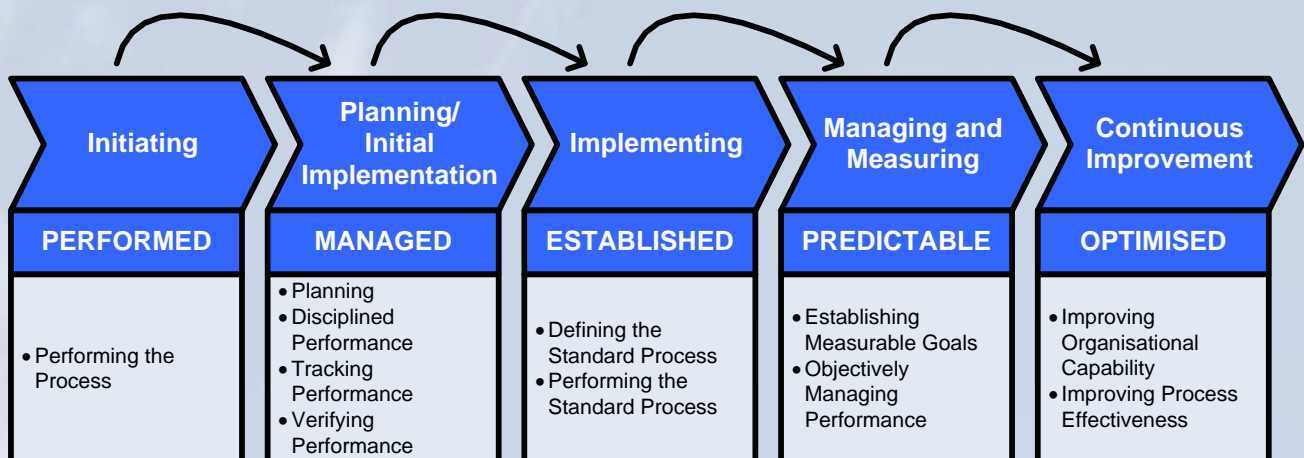 Initiating
Planning/
Initial
Implementation
Implementing
Managing and
Measuring
Continuous
Improvement
PERFORMED
MANAGED
ESTABLISHED
PREDICTABLE
OPTIMISED
• Performing the
Process
• Planning
• Disciplined
Performance
• Tracking
Performance
• Verifying
Performance
• Defining the
Standard Process
• Performing the
Standard Process
• Establishing
Measurable Goals
• Objectively
Managing
Performance
• Improving
Organisational
Capability
• Improving Process
Effectiveness